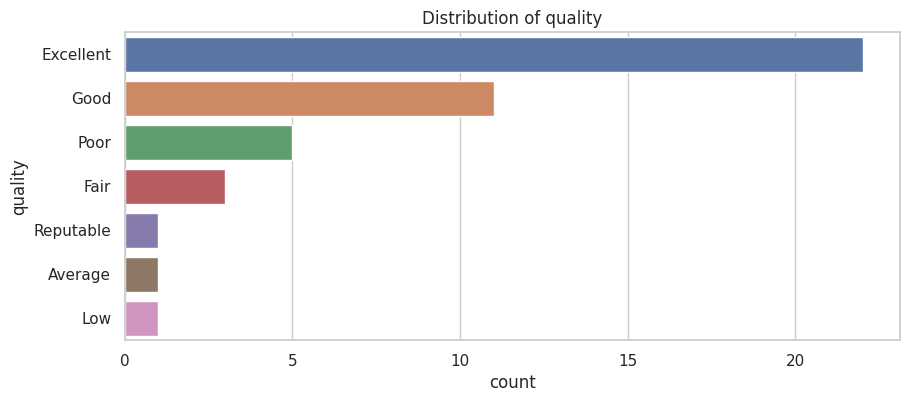 Distribution of quality
Excellent
Good
Poor
Fair
Reputable
Average
Low
quality
0 5 10 15 20
count